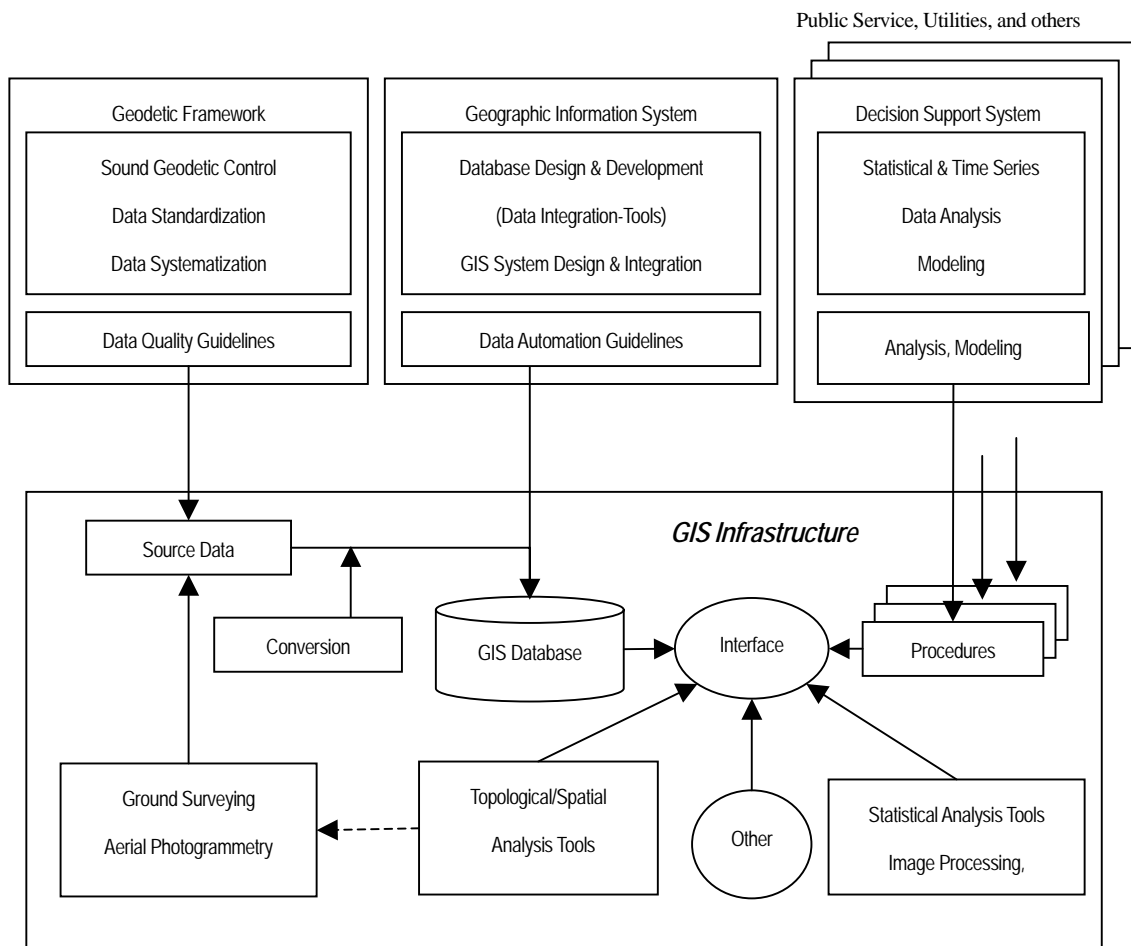 Public Service, Utilities, and others
Geodetic Framework
Sound Geodetic Control
Data Standardization
Data Systematization
Data Quality Guidelines
Geographic Information System
Database Design & Development
(Data Integration-Tools)
GIS System Design & Integration
Data Automation Guidelines
Decision Support System
Statistical & Time Series
Data Analysis
Modeling
Analysis, Modeling
GIS Infrastructure
Source Data
Conversion
GIS Database
Interface
Procedures
Ground Surveying
Aerial Photogrammetry
Topological/Spatial
Analysis Tools
Other
Statistical Analysis Tools
Image Processing,